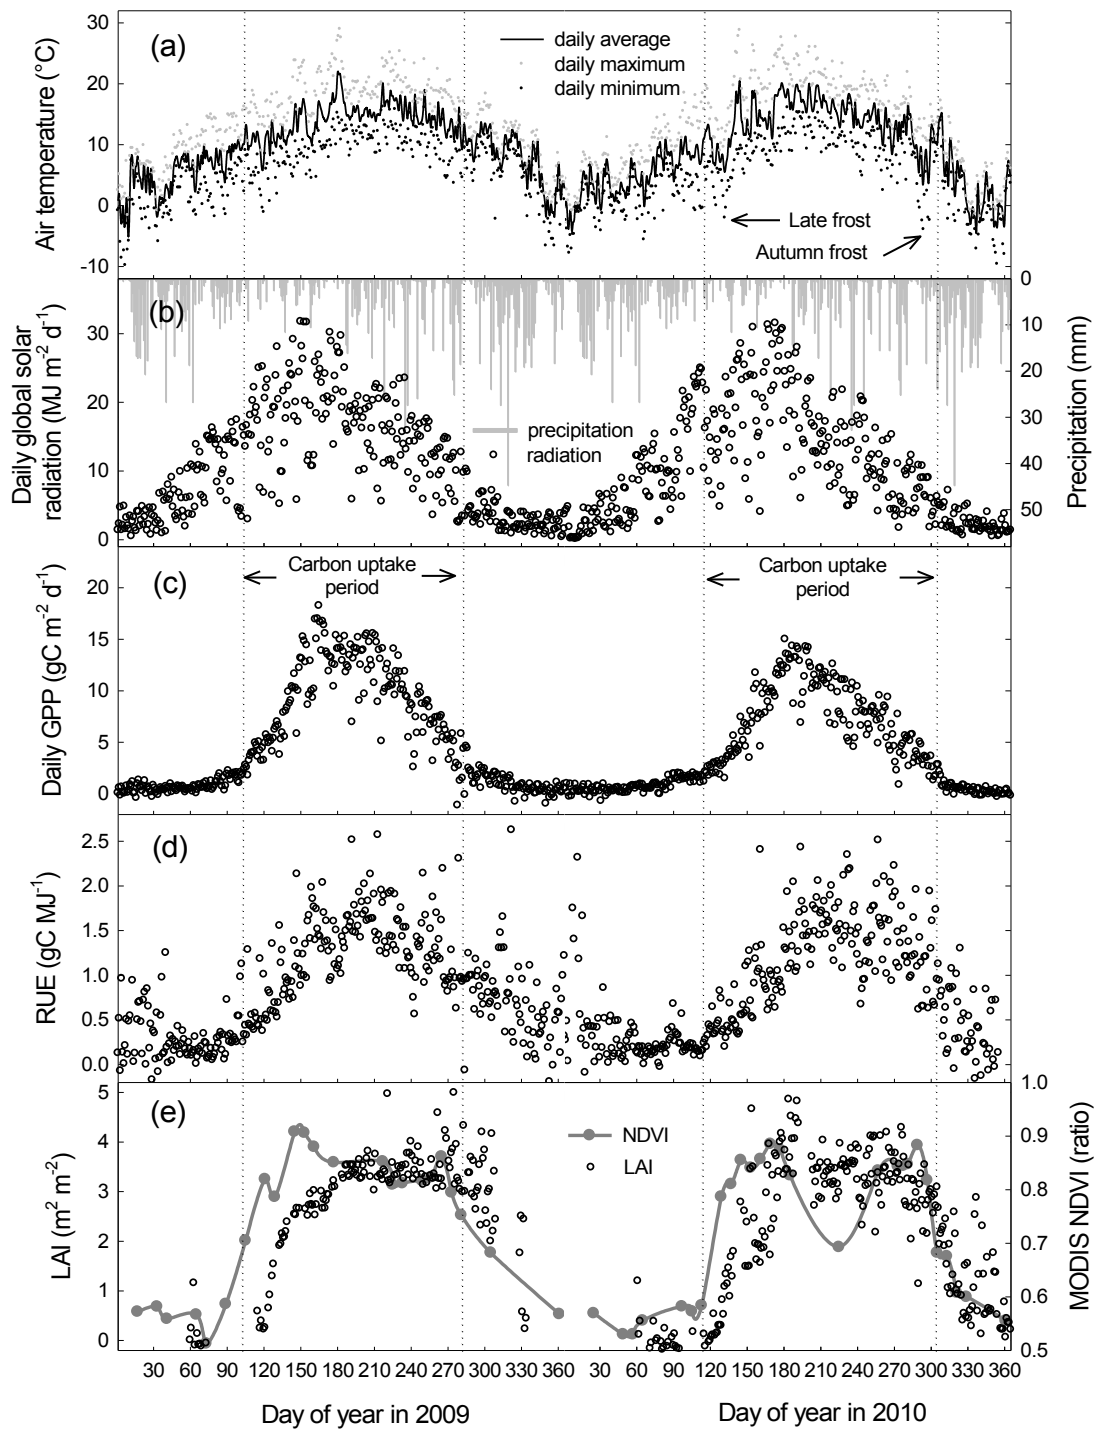 (a)
daily average
daily maximum
daily minimum
Late frost
Autumn frost
Air temperature (°C)
30
20
10
0
-10
(b)
precipitation
radiation
Daily global solar
radiation (MJ m⁻² d⁻¹)
30
20
10
0
Precipitation (mm)
0
10
20
30
40
50
(c)
Carbon uptake
period
Carbon uptake
period
Daily GPP (gC m⁻² d⁻¹)
20
15
10
5
0
(d)
RUE (gC MJ⁻¹)
2.5
2.0
1.5
1.0
0.5
0.0
(e)
NDVI
LAI
LAI (m² m⁻²)
5
4
3
2
1
0
MODIS NDVI (ratio)
1.0
0.9
0.8
0.7
0.6
0.5
30 60 90 120 150 180 210 240 270 300 330 360 30 60 90 120 150 180 210 240 270 300 330 360
Day of year in 2009
Day of year in 2010